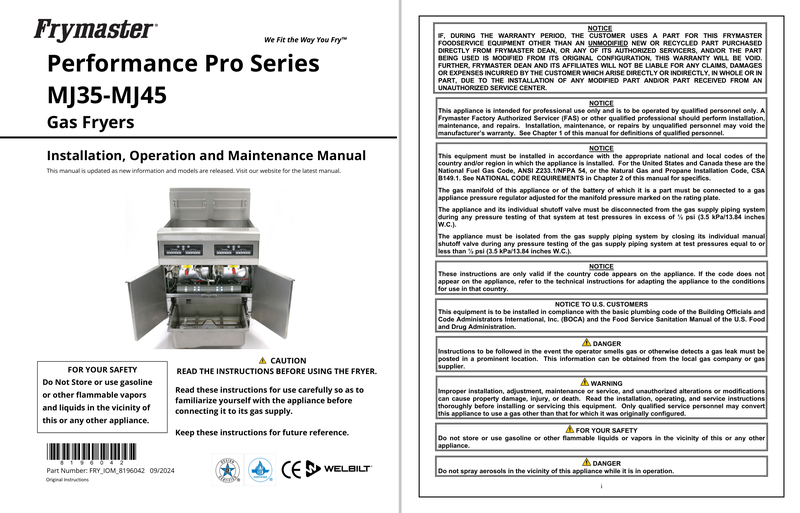 Frymaster®
We Fit the Way You Fry™
Performance Pro Series
MJ35-MJ45
Gas Fryers
Installation, Operation and Maintenance Manual
This manual is updated as new information and models are released. Visit our website for the latest manual.
FOR YOUR SAFETY
Do Not Store or use gasoline
or other flammable vapors
and liquids in the vicinity of
this or any other appliance.
CAUTION
READ THE INSTRUCTIONS BEFORE USING THE FRYER.
Read these instructions for use carefully so as to
familiarize yourself with the appliance before
connecting it to its gas supply.
Keep these instructions for future reference.
8196042
Part Number: FRY_IOM_8196042 09/2024
Original Instructions
CE
WELBILT
NOTICE
IF, DURING THE WARRANTY PERIOD, THE CUSTOMER USES A PART FOR THIS FRYMASTER
FOODSERVICE EQUIPMENT OTHER THAN AN UNMODIFIED NEW OR RECYCLED PART PURCHASED
DIRECTLY FROM FRYMASTER DEAN, OR ANY OF ITS AUTHORIZED SERVICERS, AND/OR THE PART
BEING USED IS MODIFIED FROM ITS ORIGINAL CONFIGURATION, THIS WARRANTY WILL BE VOID.
FURTHER, FRYMASTER DEAN AND ITS AFFILIATES WILL NOT BE LIABLE FOR ANY CLAIMS, DAMAGES
OR EXPENSES INCURRED BY THE CUSTOMER WHICH ARISE DIRECTLY OR INDIRECTLY, IN WHOLE OR IN
PART, DUE TO THE INSTALLATION OF ANY MODIFIED PART AND/OR PART RECEIVED FROM AN
UNAUTHORIZED SERVICE CENTER.
NOTICE
This appliance is intended for professional use only and is to be operated by qualified personnel only. A
Frymaster Factory Authorized Servicer (FAS) or other qualified professional should perform installation,
maintenance, and repairs. Installation, maintenance, or repairs by unqualified personnel may void the
manufacturer's warranty. See Chapter 1 of this manual for definitions of qualified personnel.
NOTICE
This equipment must be installed in accordance with the appropriate national and local codes of the
country and/or region in which the appliance is installed. For the United States and Canada these are the
National Fuel Gas Code, ANSI Z233.1/NFPA 54, or the Natural Gas and Propane Installation Code, CSA
B149.1. See NATIONAL CODE REQUIREMENTS in Chapter 2 of this manual for specifics.
The gas manifold of this appliance or of the battery of which it is a part must be connected to a gas
appliance pressure regulator adjusted for the manifold pressure marked on the rating plate.
The appliance and its individual shutoff valve must be disconnected from the gas supply piping system
during any pressure testing of that system at test pressures in excess of ½ psi (3.5 kPa/13.84 inches
W.C.).
The appliance must be isolated from the gas supply piping system by closing its individual manual
shutoff valve during any pressure testing of the gas supply piping system at test pressures equal to or
less than ½ psi (3.5 kPa/13.84 inches W.C.).
NOTICE
These instructions are only valid if the country code appears on the appliance. If the code does not
appear on the appliance, refer to the technical instructions for adapting the appliance to the conditions
for use in that country.
NOTICE TO U.S. CUSTOMERS
This equipment is to be installed in compliance with the basic plumbing code of the Building Officials and
Code Administrators International, Inc. (BOCA) and the Food Service Sanitation Manual of the U.S. Food
and Drug Administration.
DANGER
Instructions to be followed in the event the operator smells gas or otherwise detects a gas leak must be
posted in a prominent location. This information can be obtained from the local gas company or gas
supplier.
WARNING
Improper installation, adjustment, maintenance or service, and unauthorized alterations or modifications
can cause property damage, injury, or death. Read the installation, operating, and service instructions
thoroughly before installing or servicing this equipment. Only qualified service personnel may convert
this appliance to use a gas other than that for which it was originally configured.
FOR YOUR SAFETY
Do not store or use gasoline or other flammable liquids or vapors in the vicinity of this or any other
appliance.
DANGER
Do not spray aerosols in the vicinity of this appliance while it is in operation.
i